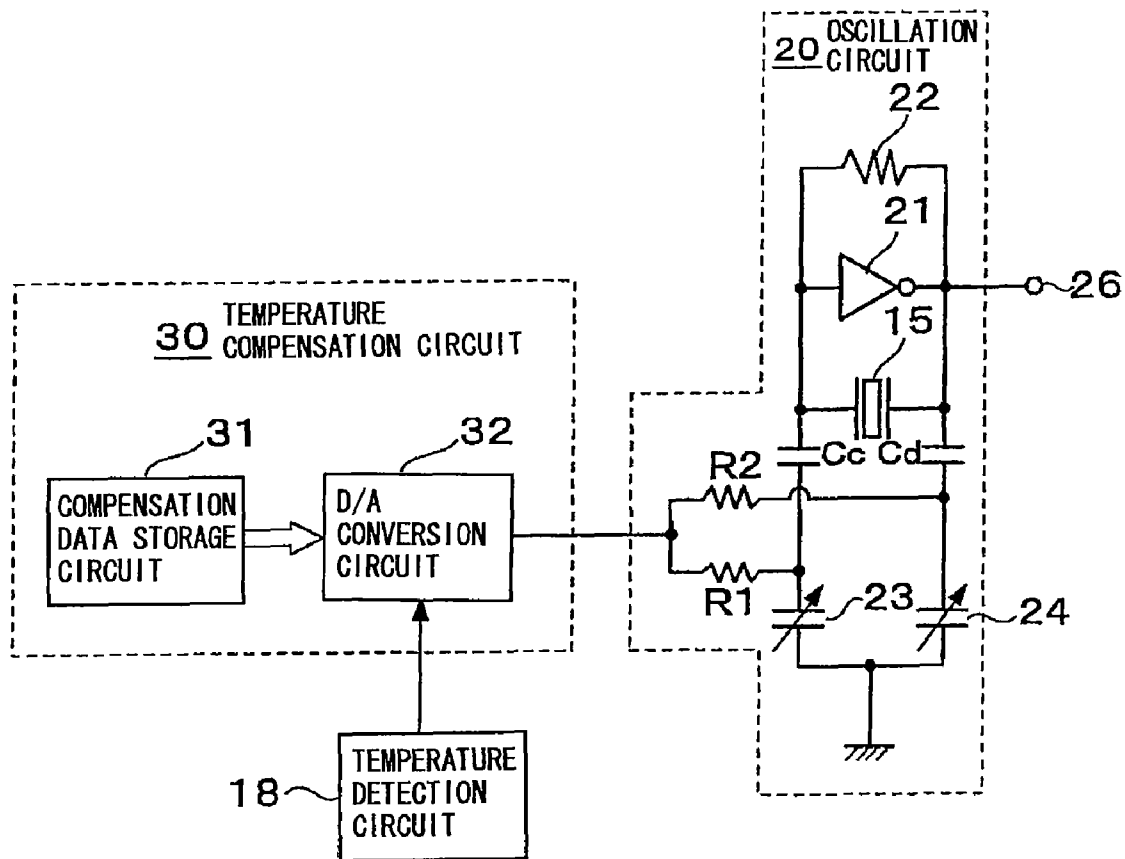 20 OSCILLATION
CIRCUIT
22
21
26
15
30 TEMPERATURE
COMPENSATION CIRCUIT
31
32
Cc Cd
R2
COMPENSATION
DATA STORAGE
CIRCUIT
D/A
CONVERSION
CIRCUIT
R1
23
24
18
TEMPERATURE
DETECTION
CIRCUIT